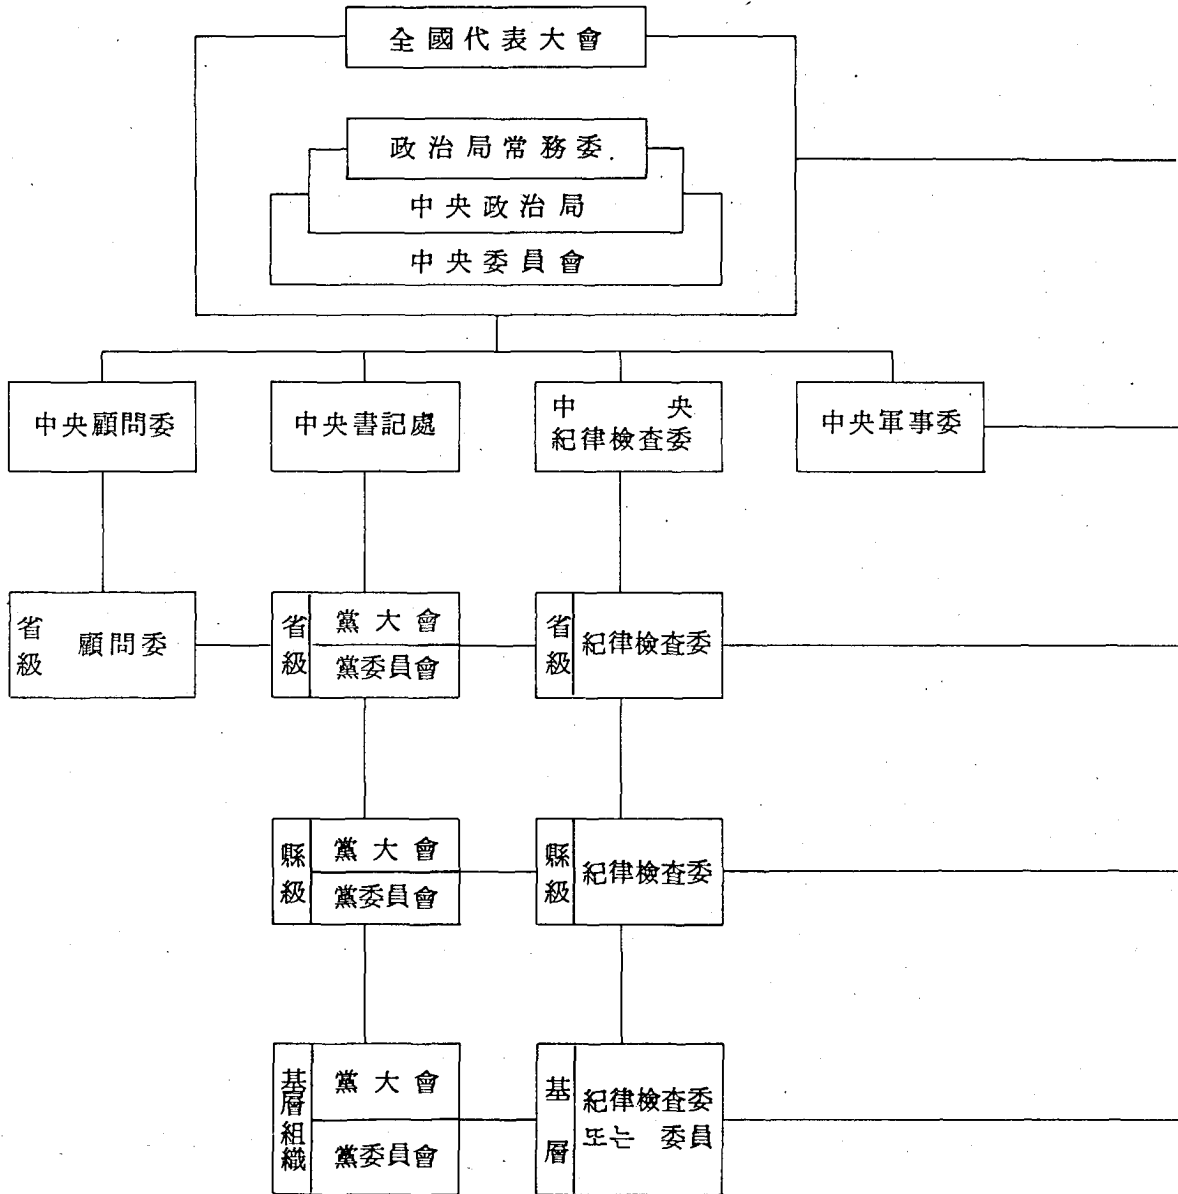 全國代表大會
政治局常務委
中央政治局
中央委員會
中央顧問委
中央書記處
中央
紀律檢查委
中央軍事委
省級
顧問委
省級
黨大會
黨委員會
省級
紀律檢查委
縣級
黨大會
黨委員會
縣級
紀律檢查委
基層組織
黨大會
黨委員會
基層
紀律檢查委
또는 委員